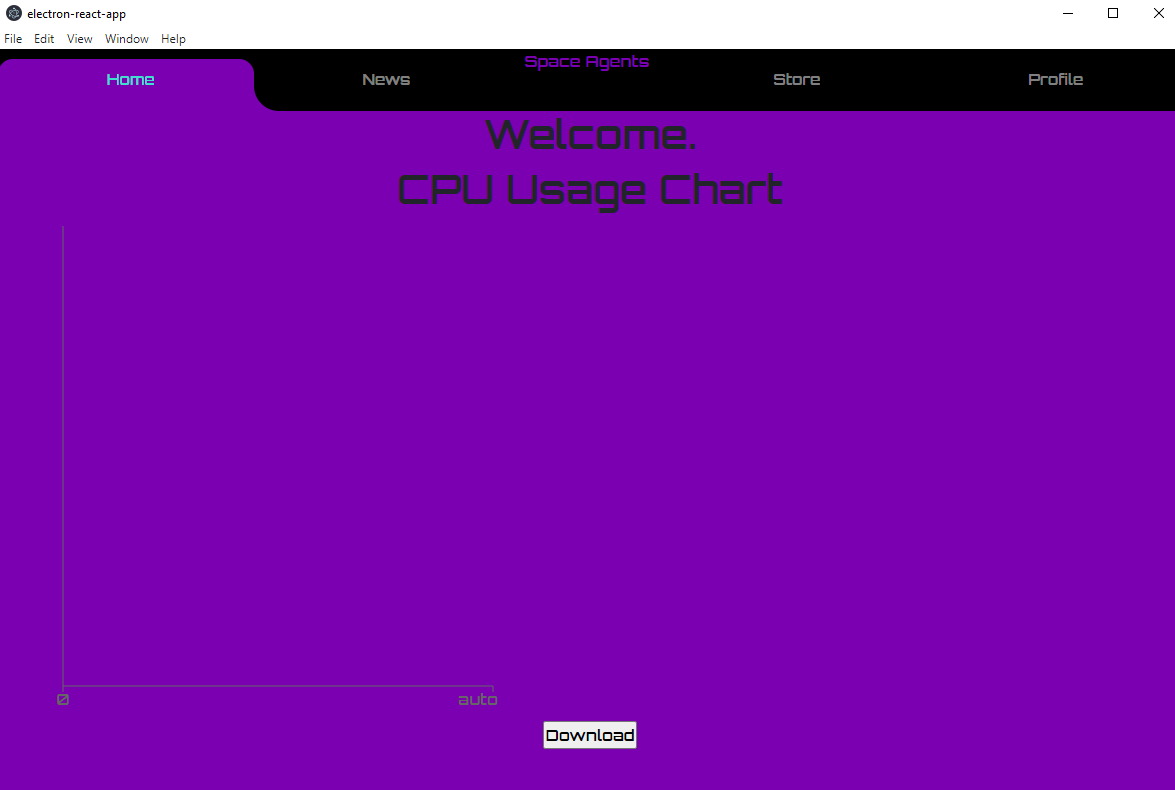 electron-react-app
File Edit View Window Help
Space Agents
Home News Store Profile
Welcome.
CPU Usage Chart
0 auto
Download